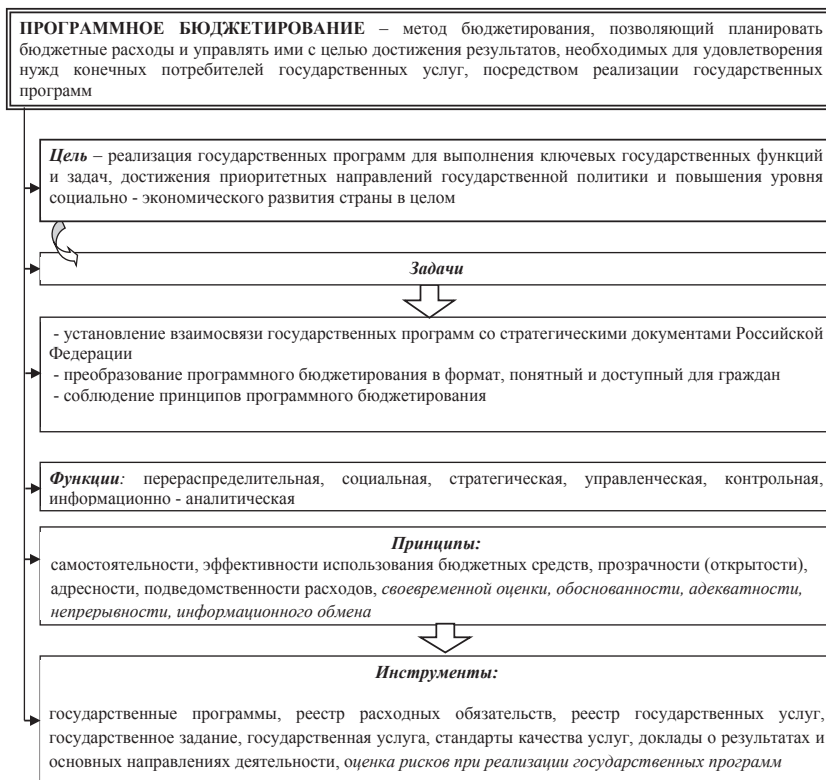 ПРОГРАММНОЕ БЮДЖЕТИРОВАНИЕ – метод бюджетирования, позволяющий планировать
бюджетные расходы и управлять ими с целью достижения результатов, необходимых для удовлетворения
нужд конечных потребителей государственных услуг, посредством реализации государственных
программ
Цель – реализация государственных программ для выполнения ключевых государственных функций
и задач, достижения приоритетных направлений государственной политики и повышения уровня
социально - экономического развития страны в целом
Задачи
- установление взаимосвязи государственных программ со стратегическими документами Российской
Федерации
- преобразование программного бюджетирования в формат, понятный и доступный для граждан
- соблюдение принципов программного бюджетирования
Функции: перераспределительная, социальная, стратегическая, управленческая, контрольная,
информационно - аналитическая
Принципы:
самостоятельности, эффективности использования бюджетных средств, прозрачности (открытости),
адресности, подведомственности расходов, своевременной оценки, обоснованности, адекватности,
непрерывности, информационного обмена
Инструменты:
государственные программы, реестр расходных обязательств, реестр государственных услуг,
государственное задание, государственная услуга, стандарты качества услуг, доклады о результатах и
основных направлениях деятельности, оценка рисков при реализации государственных программ